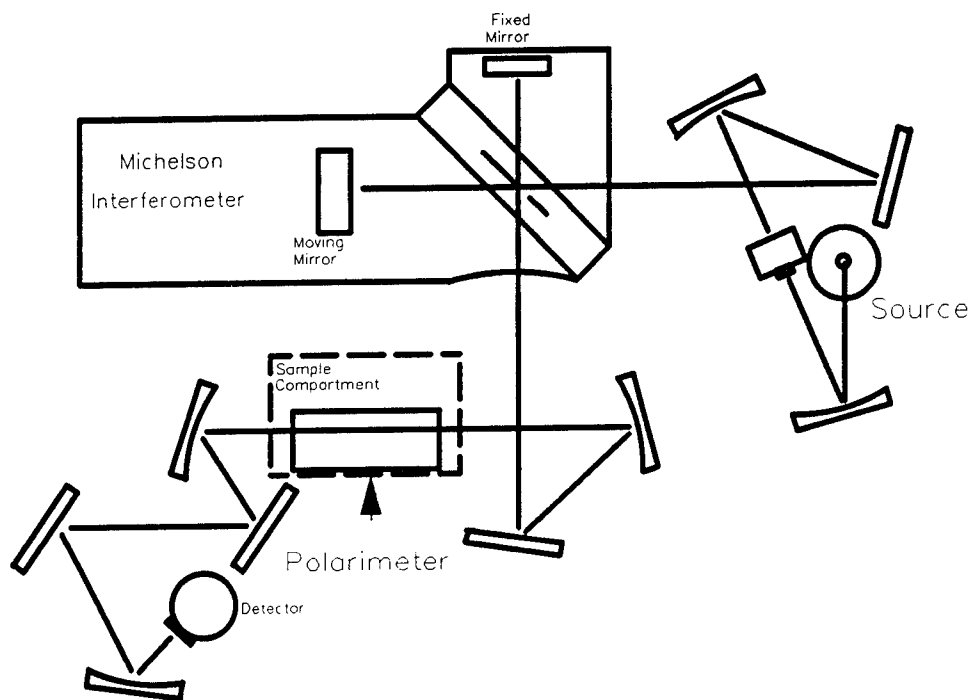 Fixed
Mirror
Michelson
Interferometer
Moving
Mirror
Source
Sample
Compartment
Polarimeter
Detector